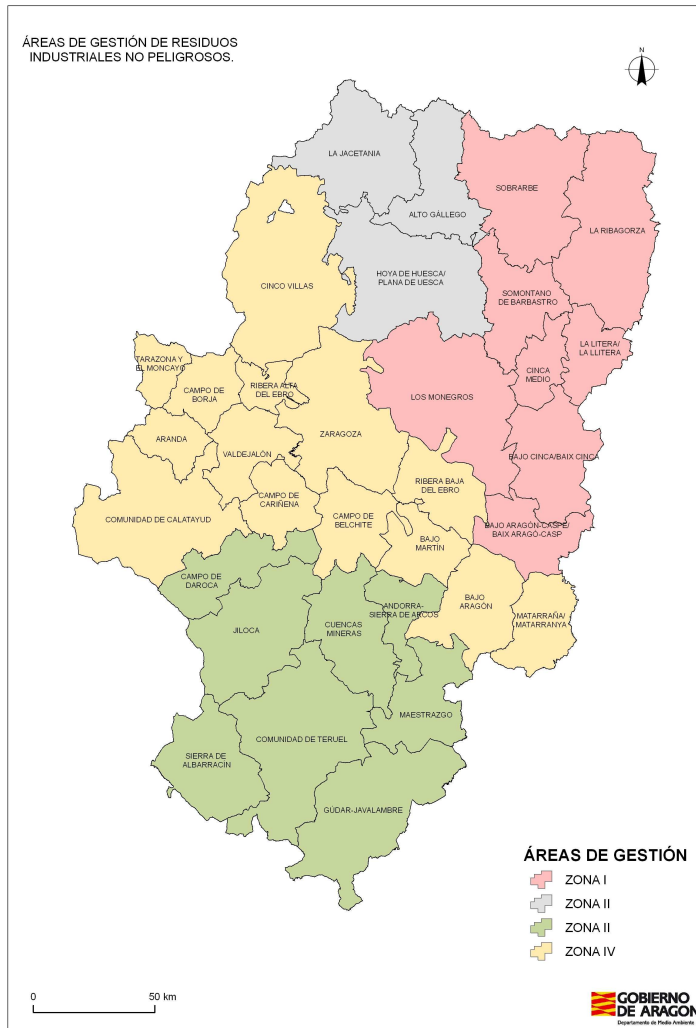 ÁREAS DE GESTIÓN DE RESIDUOS
INDUSTRIALES NO PELIGROSOS.
N
LA JACETANIA
ALTO GÁLLEGO
SOBRARBE
LA RIBAGORZA
HOYA DE HUESCA/
PLANA DE UESCA
CINCO VILLAS
SOMONTANO
DE BARBASTRO
LA LITERA/
LA LLITERA
CINCA
MEDIO
TARAZONA Y
EL MONCAYO
CAMPO DE
BORJA
RIBERA ALTA
DEL EBRO
LOS MONEGROS
ZARAGOZA
ARANDA
VALDEJALÓN
BAJO CINCA/BAIX CINCA
RIBERA BAJA
DEL EBRO
COMUNIDAD DE CALATAYUD
CAMPO DE
CARIÑENA
CAMPO DE
BELCHITE
BAJO ARAGÓN-CASPE/
BAIX ARAGÓ-CASP
BAJO
MARTÍN
CAMPO DE
DAROCA
BAJO
ARAGÓN
ANDORRA-
SIERRA DE ARCOS
MATARRAÑA/
MATARRANYA
JILOCA
CUENCAS
MINERAS
MAESTRAZGO
COMUNIDAD DE TERUEL
SIERRA DE
ALBARRACÍN
GÚDAR-JAVALAMBRE
ÁREAS DE GESTIÓN
ZONA I
ZONA II
ZONA II
ZONA IV
0 50 km
GOBIERNO
DE ARAGON
Departamento de Medio Ambiente